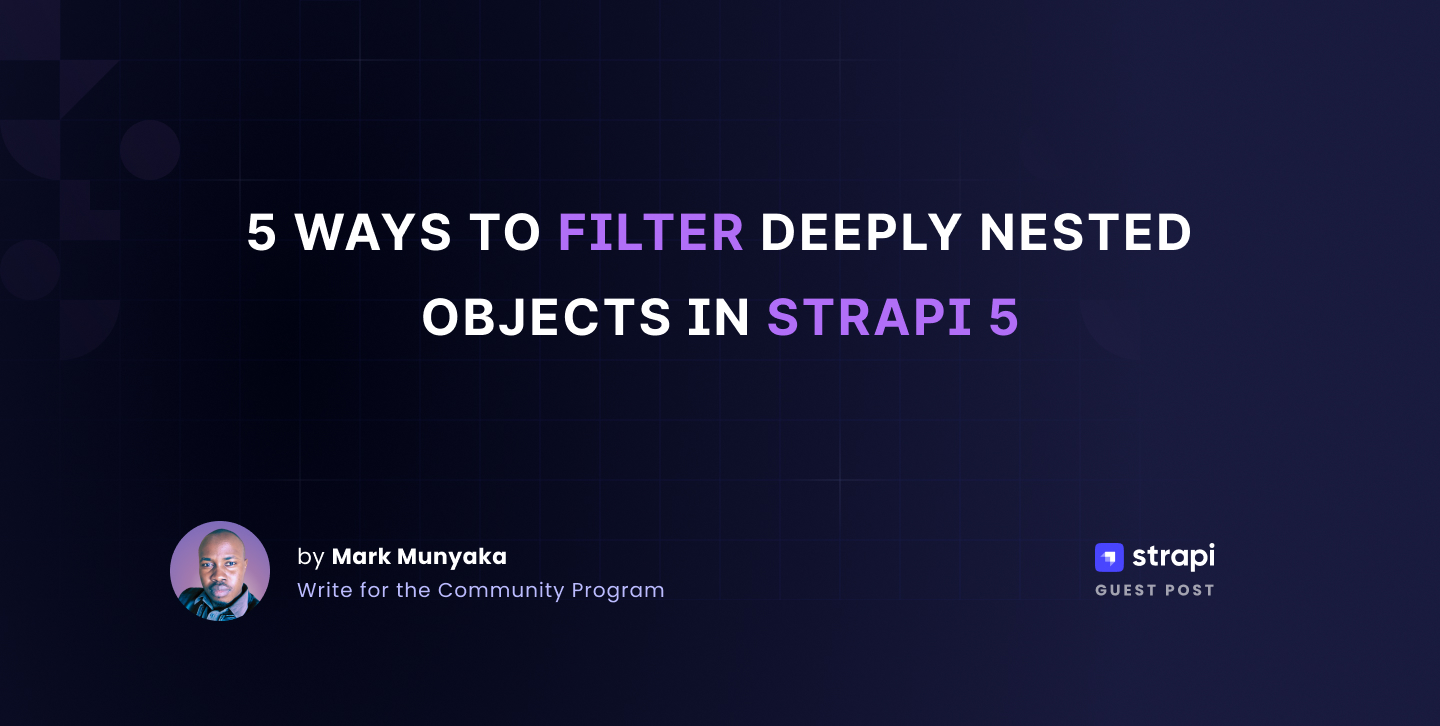 5 WAYS TO FILTER DEEPLY NESTED
OBJECTS IN STRAPI 5
by Mark Munyaka
Write for the Community Program
strapi
GUEST POST